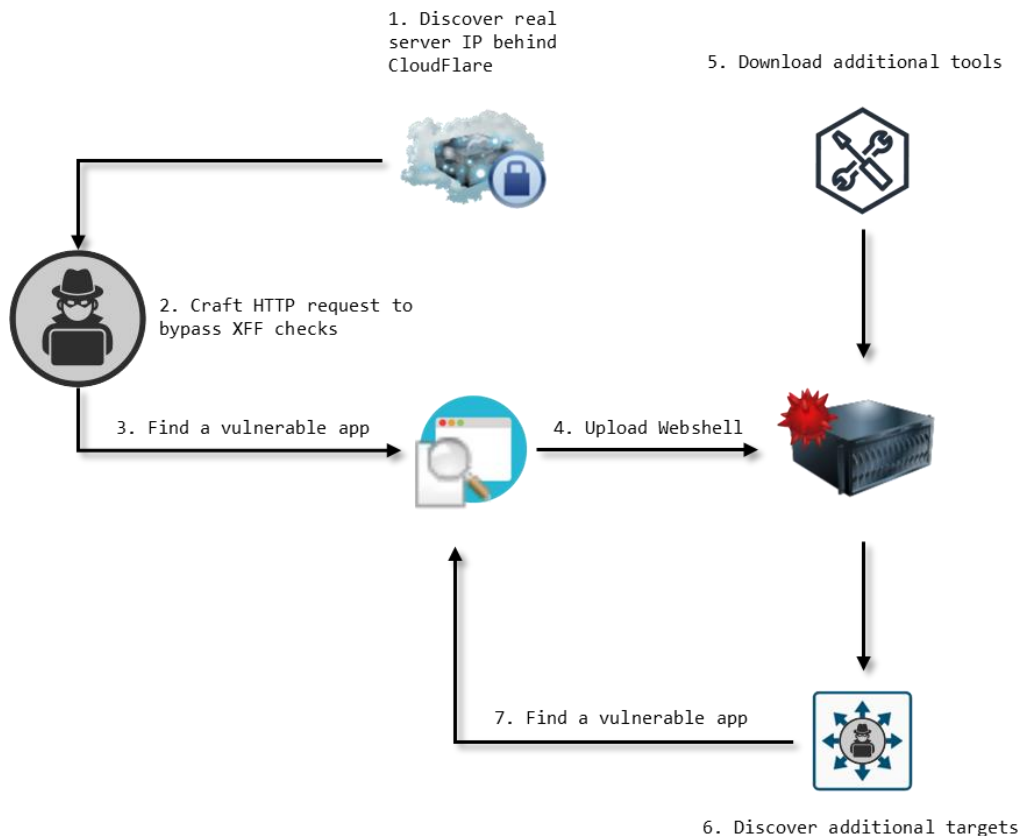 1. Discover real
server IP behind
CloudFlare
5. Download additional tools
2. Craft HTTP request to
bypass XFF checks
3. Find a vulnerable app
4. Upload Webshell
7. Find a vulnerable app
6. Discover additional targets